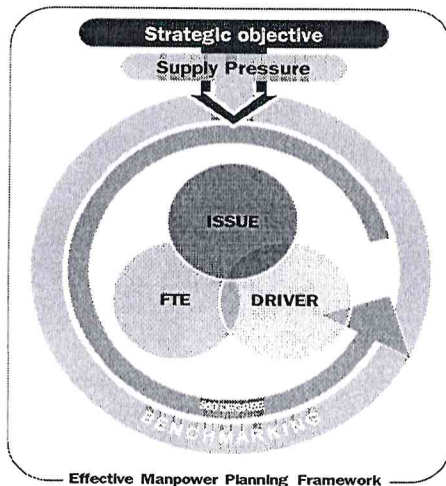 Strategic objective
Supply Pressure
ISSUE
FTE
DRIVER
BENCHMARKING
Effective Manpower Planning Framework